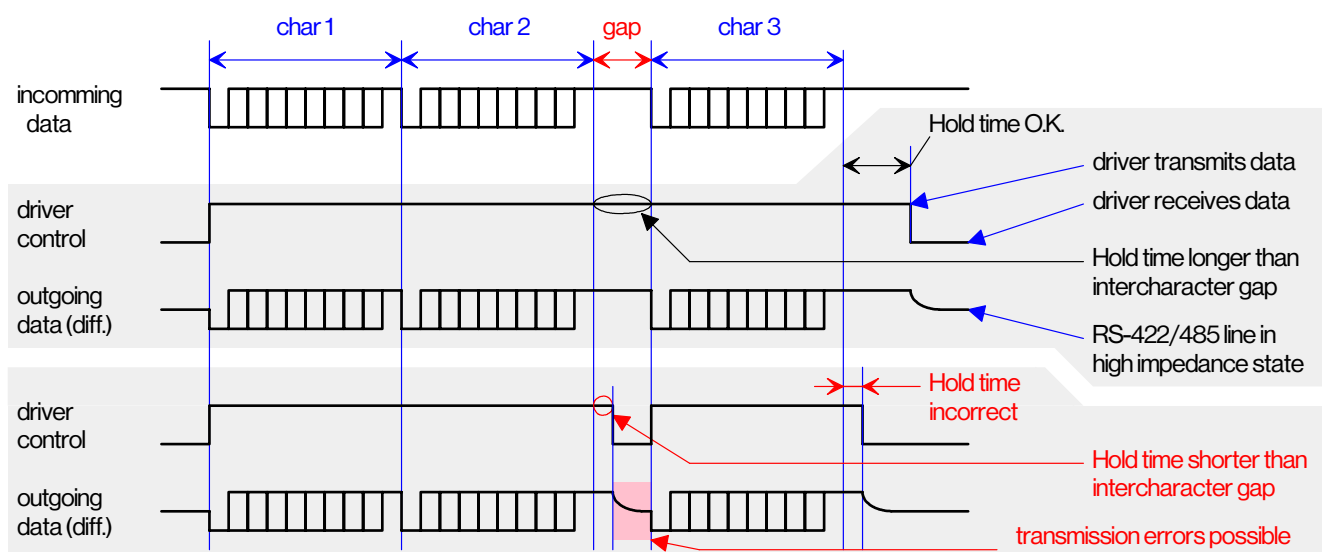 char 1
char 2
gap
char 3
incomming
data
Hold time O.K.
driver transmits data
driver
control
driver receives data
Hold time longer than
intercharacter gap
outgoing
data (diff.)
RS-422/485 line in
high impedance state
Hold time
incorrect
driver
control
Hold time shorter than
intercharacter gap
outgoing
data (diff.)
transmission errors possible